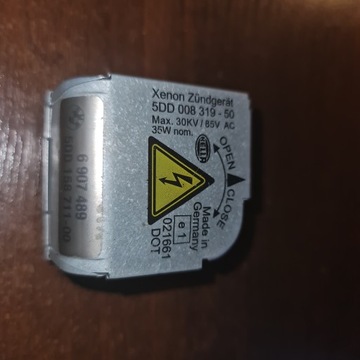 Xenon Zündgerät
5DD 008 319 - 50
Max. 30KV / 85V AC
35W nom.
HELLA
OPEN
CLOSE
Made in
Germany
e 1
021661
DOT
6 907 489